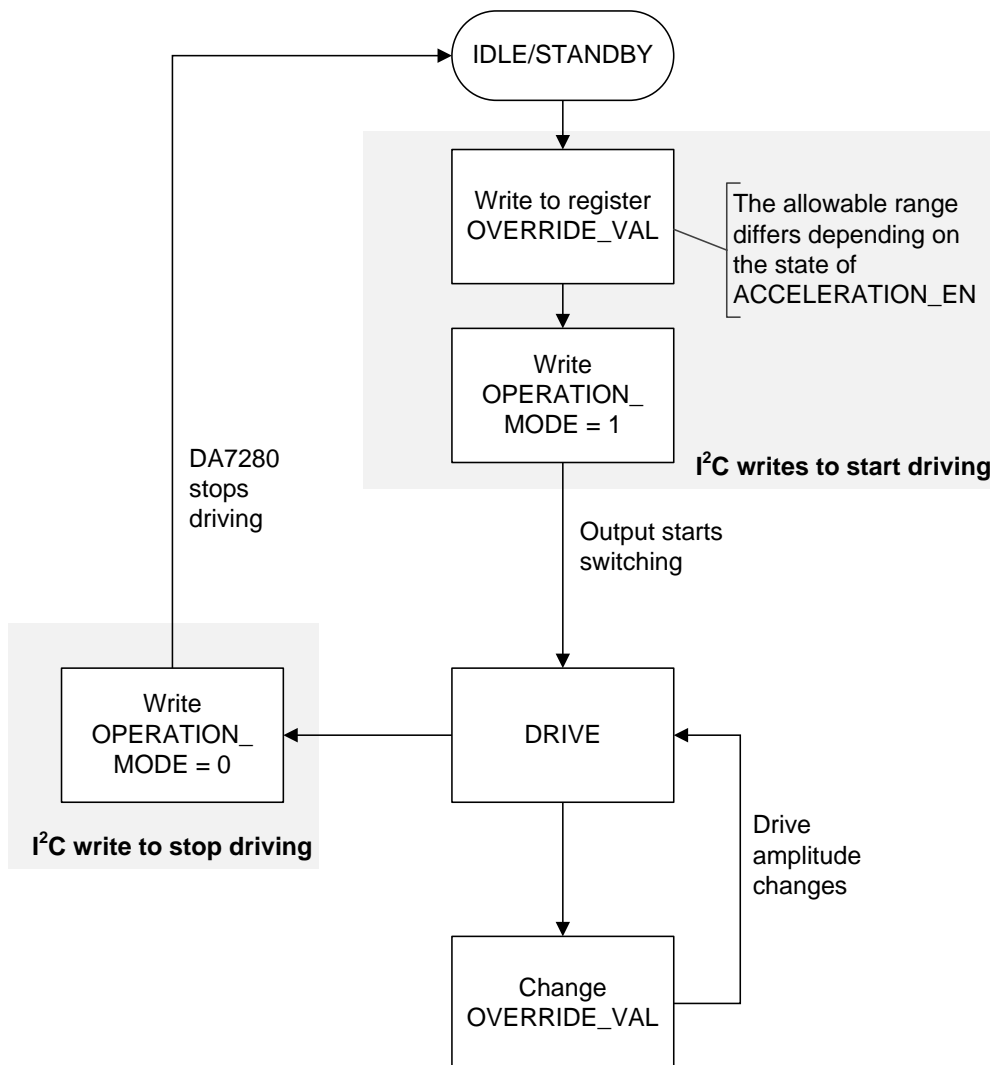 IDLE/STANDBY
Write to register
OVERRIDE_VAL
The allowable range
differs depending on
the state of
ACCELERATION_EN
Write
OPERATION_
MODE = 1
I²C writes to start driving
DA7280
stops
driving
Output starts
switching
Write
OPERATION_
MODE = 0
I²C write to stop driving
DRIVE
Drive
amplitude
changes
Change
OVERRIDE_VAL